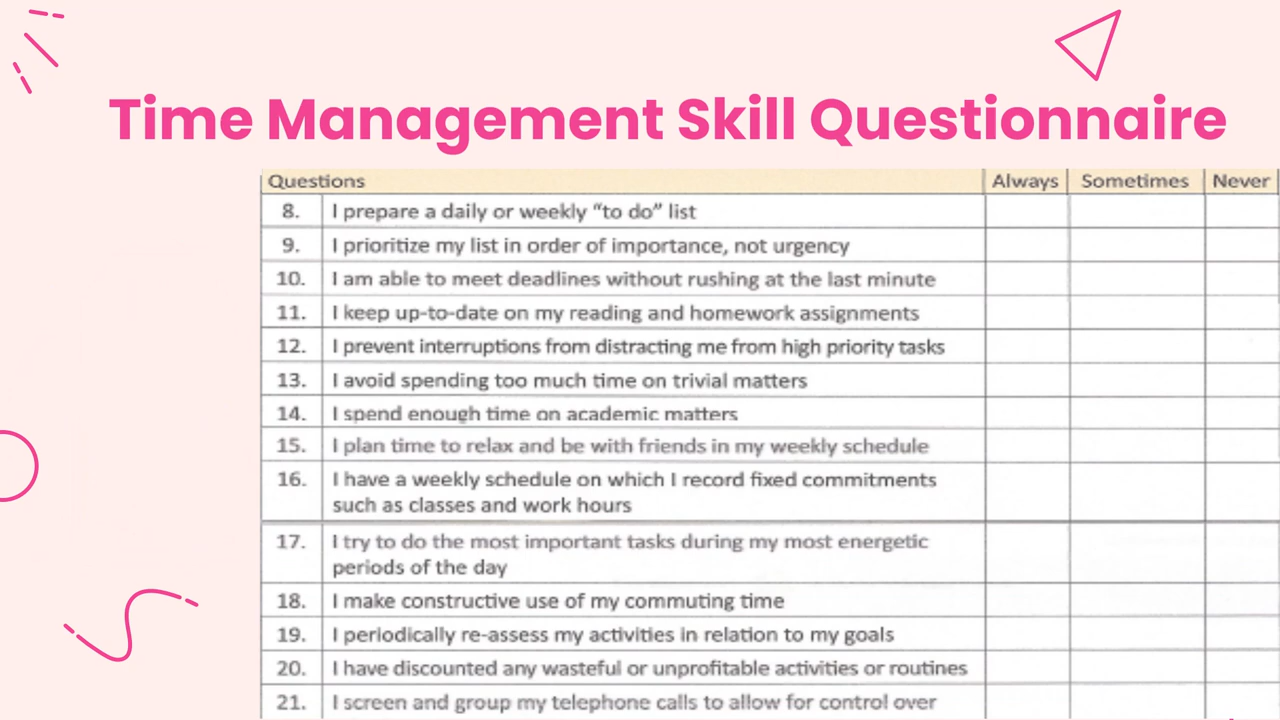 Time Management Skill Questionnaire
Questions Always Sometimes Never
8. I prepare a daily or weekly “to do” list
9. I prioritize my list in order of importance, not urgency
10. I am able to meet deadlines without rushing at the last minute
11. I keep up-to-date on my reading and homework assignments
12. I prevent interruptions from distracting me from high priority tasks
13. I avoid spending too much time on trivial matters
14. I spend enough time on academic matters
15. I plan time to relax and be with friends in my weekly schedule
16. I have a weekly schedule on which I record fixed commitments
such as classes and work hours
17. I try to do the most important tasks during my most energetic
periods of the day
18. I make constructive use of my commuting time
19. I periodically re-assess my activities in relation to my goals
20. I have discounted any wasteful or unprofitable activities or routines
21. I screen and group my telephone calls to allow for control over